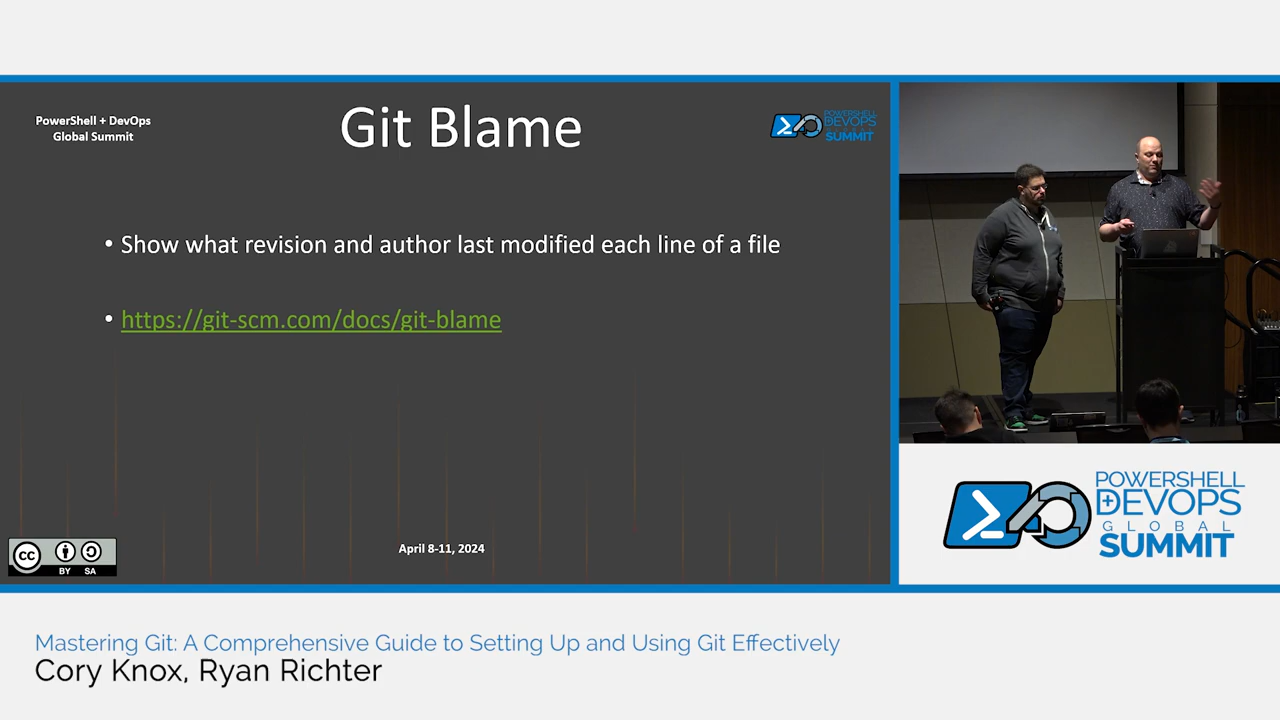 PowerShell + DevOps
Global Summit
Git Blame
POWERSHELL
DEVOPS
GLOBAL
SUMMIT
• Show what revision and author last modified each line of a file
• https://git-scm.com/docs/git-blame
April 8-11, 2024
cc
BY SA
POWERSHELL
+DEVOPS
GLOBAL
SUMMIT
Mastering Git: A Comprehensive Guide to Setting Up and Using Git Effectively
Cory Knox, Ryan Richter